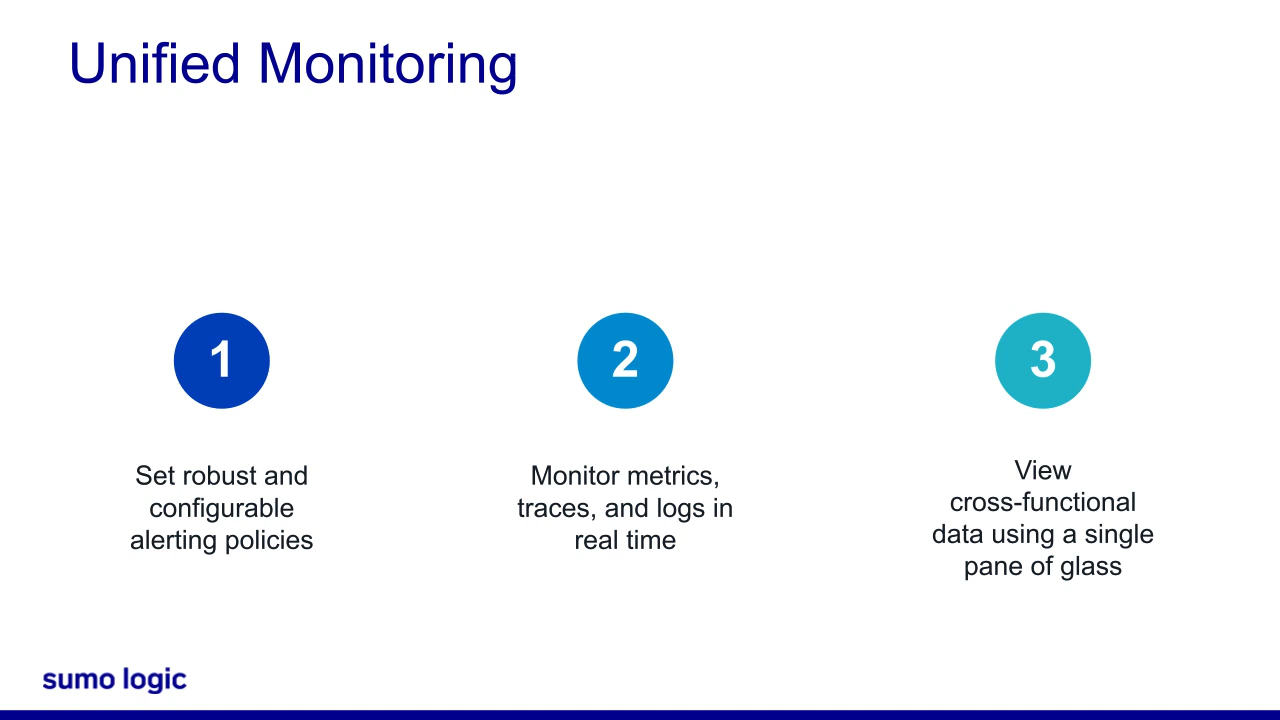 Unified Monitoring
1
Set robust and
configurable
alerting policies
2
Monitor metrics,
traces, and logs in
real time
3
View
cross-functional
data using a single
pane of glass
sumo logic